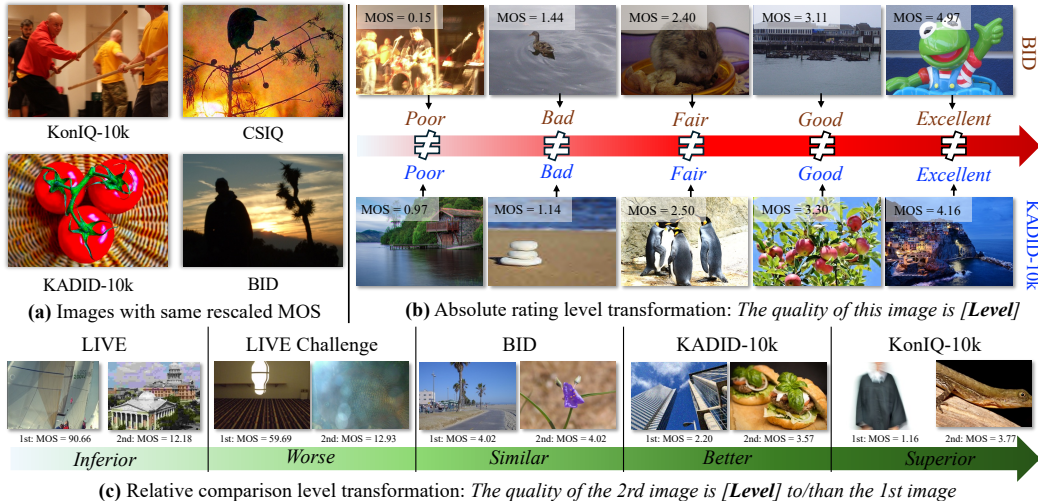 KonIQ-10k
CSIQ
KADID-10k
BID
(a) Images with same rescaled MOS
MOS = 0.15
MOS = 1.44
MOS = 2.40
MOS = 3.11
MOS = 4.97
BID
Poor
Bad
Fair
Good
Excellent
≠ ≠ ≠ ≠ ≠
Poor
Bad
Fair
Good
Excellent
MOS = 0.97
MOS = 1.14
MOS = 2.50
MOS = 3.30
MOS = 4.16
KADID-10k
(b) Absolute rating level transformation: The quality of this image is [Level]
LIVE
LIVE Challenge
BID
KADID-10k
KonIQ-10k
1st: MOS = 90.66
2nd: MOS = 12.18
1st: MOS = 59.69
2nd: MOS = 12.93
1st: MOS = 4.02
2nd: MOS = 4.02
1st: MOS = 2.20
2nd: MOS = 3.57
1st: MOS = 1.16
2nd: MOS = 3.77
Inferior
Worse
Similar
Better
Superior
(c) Relative comparison level transformation: The quality of the 2rd image is [Level] to/than the 1st image